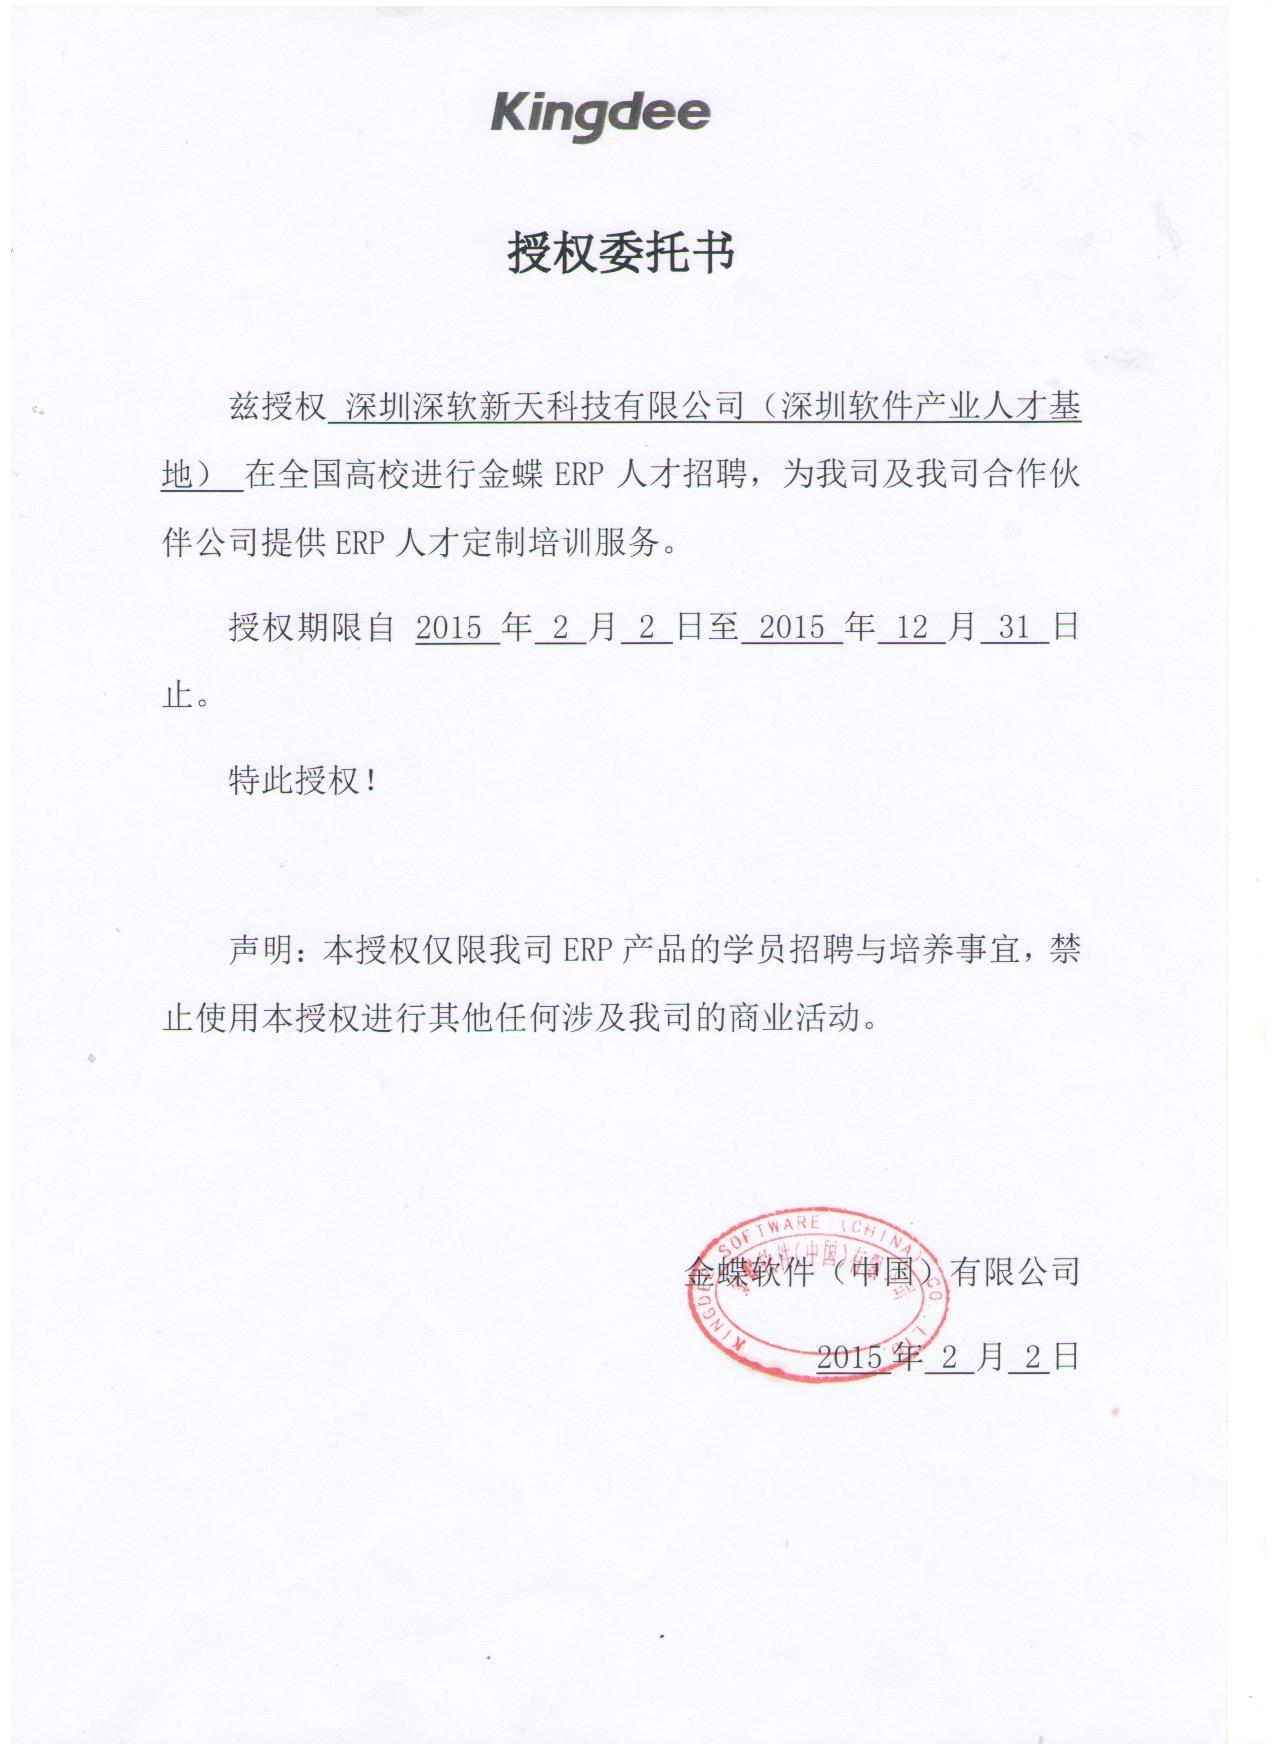 Kingdee
授权委托书
兹授权 深圳深软新天科技有限公司（深圳软件产业人才基
地） 在全国高校进行金蝶 ERP 人才招聘，为我司及我司合作伙
伴公司提供 ERP 人才定制培训服务。
授权期限自 2015 年 2 月 2 日至 2015 年 12 月 31 日
止。
特此授权！
声明：本授权仅限我司 ERP 产品的学员招聘与培养事宜，禁
止使用本授权进行其他任何涉及我司的商业活动。
KINGDEE SOFTWARE (CHINA) CO.,LTD.
金蝶软件（中国）有限公司
2015 年 2 月 2 日